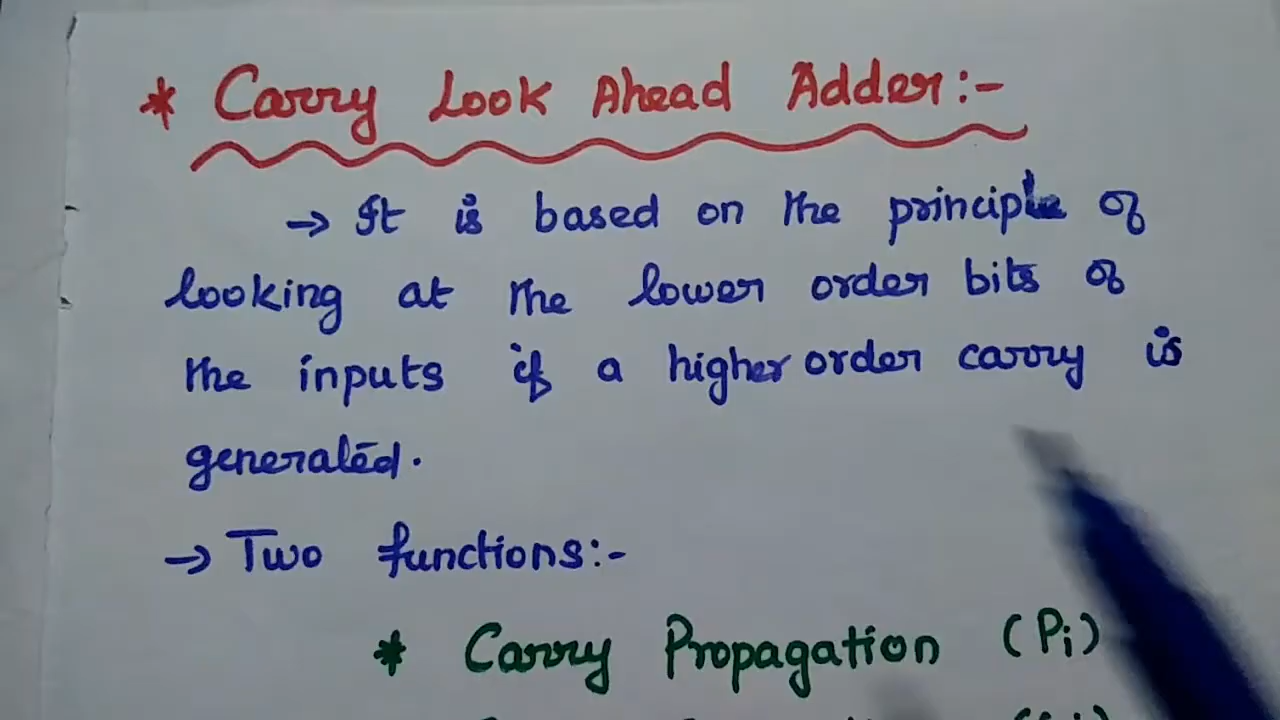 * Carry Look Ahead Adder:-
→ It is based on the principle of
looking at the lower order bits of
the inputs if a higher order carry is
generated.
→ Two functions:-
* Carry Propagation (Pi)